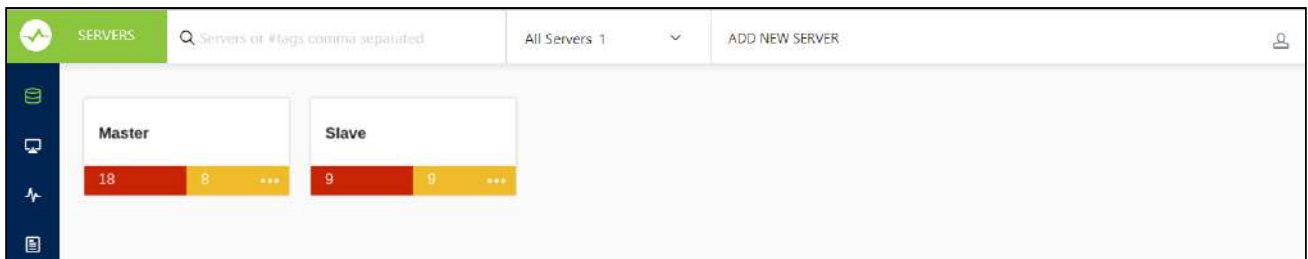 SERVERS
Servers or #tags comma separated
All Servers 1
ADD NEW SERVER
Master
Slave
18
8
...
9
9
...